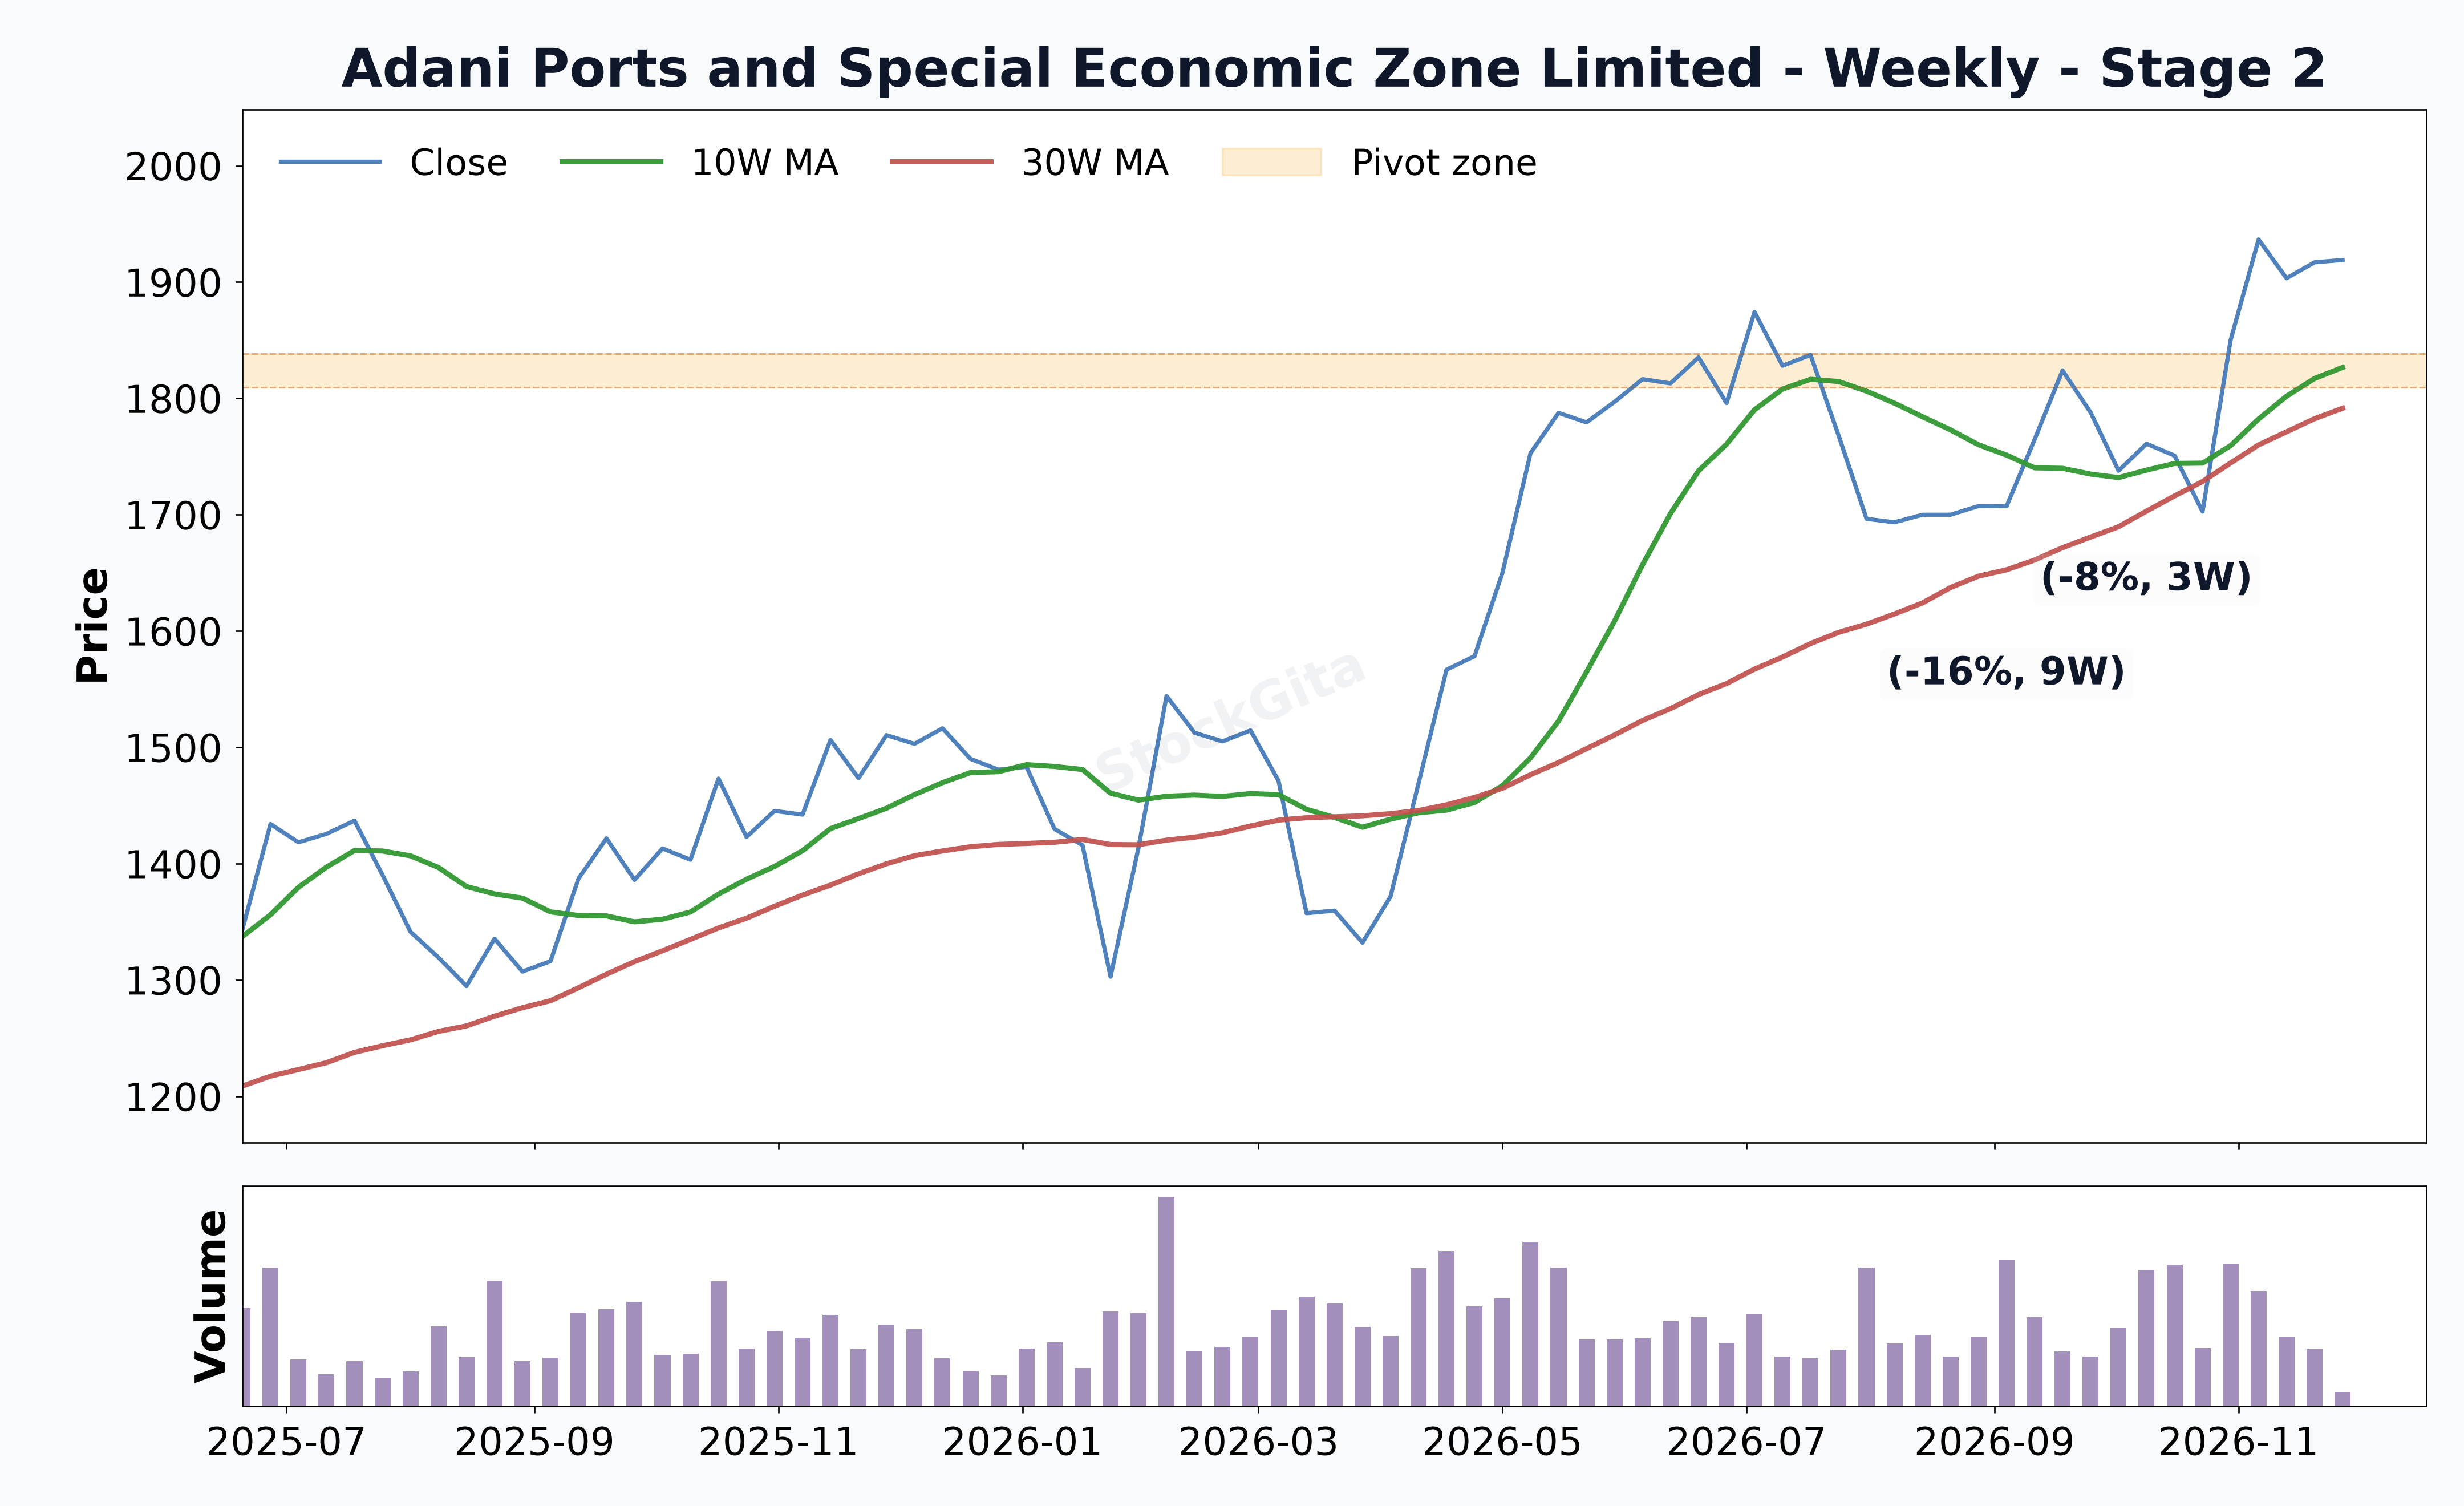 Adani Ports and Special Economic Zone Limited - Weekly - Stage 2
Close 10W MA 30W MA Pivot zone
2000
1900
1800
1700
1600
1500
1400
1300
1200
Price
(-8%, 3W)
(-16%, 9W)
StockGita
Volume
2025-07 2025-09 2025-11 2026-01 2026-03 2026-05 2026-07 2026-09 2026-11